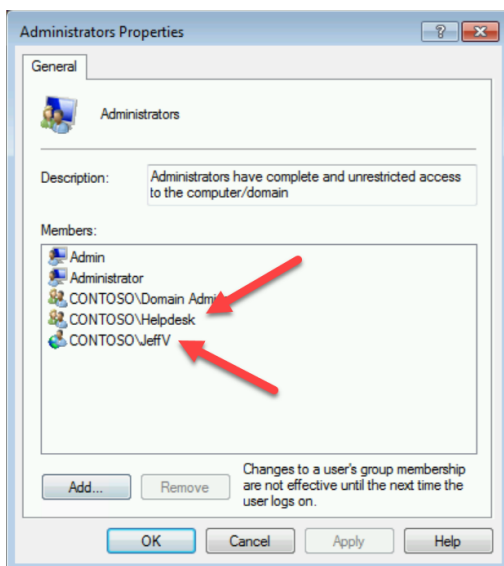 Administrators Properties
General
Administrators
Description:
Administrators have complete and unrestricted access
to the computer/domain
Members:
Admin
Administrator
CONTOSO\Domain Admi
CONTOSO\Helpdesk
CONTOSO\JeffV
Add...
Remove
Changes to a user's group membership
are not effective until the next time the
user logs on.
OK
Cancel
Apply
Help